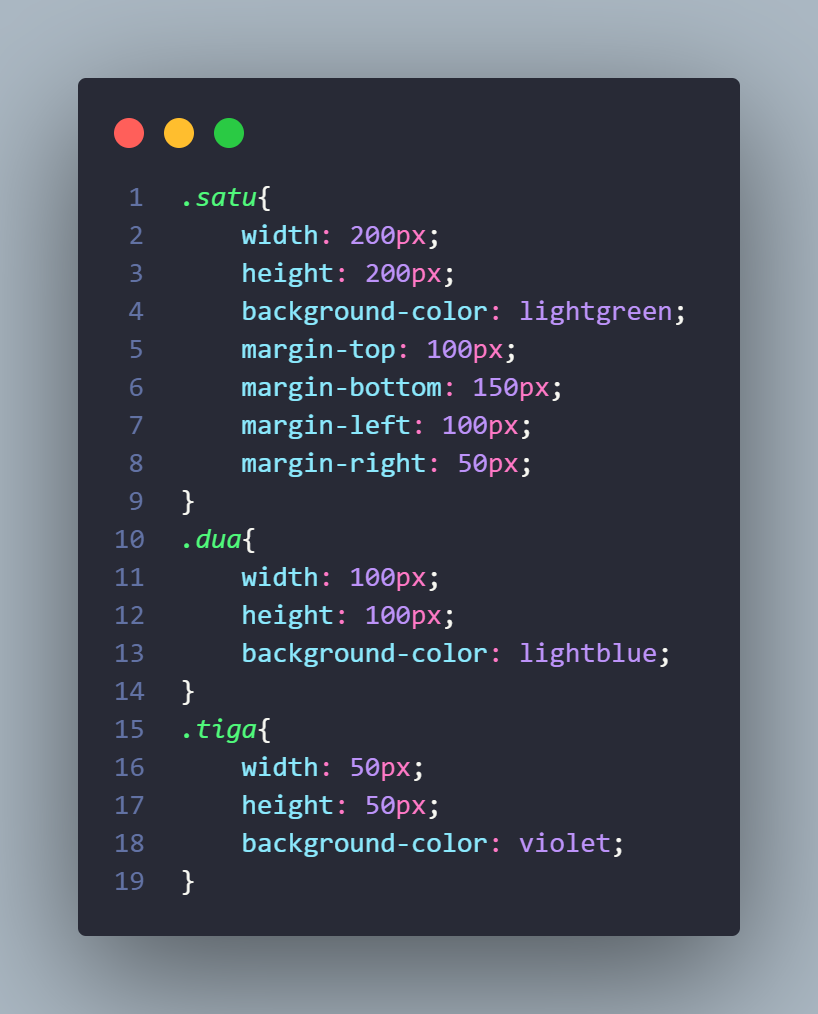 1 .satu{
2     width: 200px;
3     height: 200px;
4     background-color: lightgreen;
5     margin-top: 100px;
6     margin-bottom: 150px;
7     margin-left: 100px;
8     margin-right: 50px;
9 }
10 .dua{
11     width: 100px;
12     height: 100px;
13     background-color: lightblue;
14 }
15 .tiga{
16     width: 50px;
17     height: 50px;
18     background-color: violet;
19 }